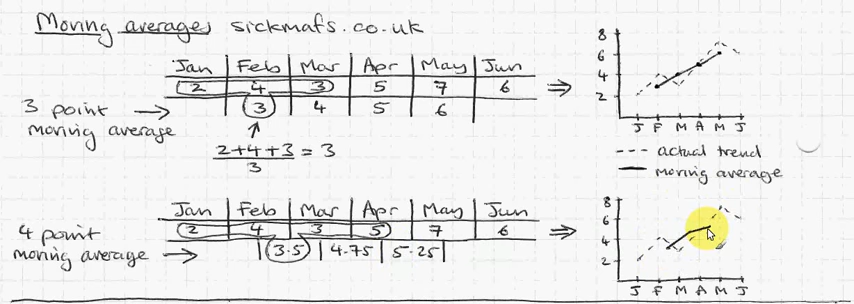 Moving averages sickmafs.co.uk
Jan Feb Mar Apr May Jun
2 4 3 5 7 6
3 point moving average → 3 4 5 6
2+4+3 = 3
3
⇒
8
6
4
2
J F M A M J
--- actual trend
— moving average
Jan Feb Mar Apr May Jun
2 4 3 5 7 6
4 point moving average → 3.5 4.75 5.25
⇒
8
6
4
2
J F M A M J